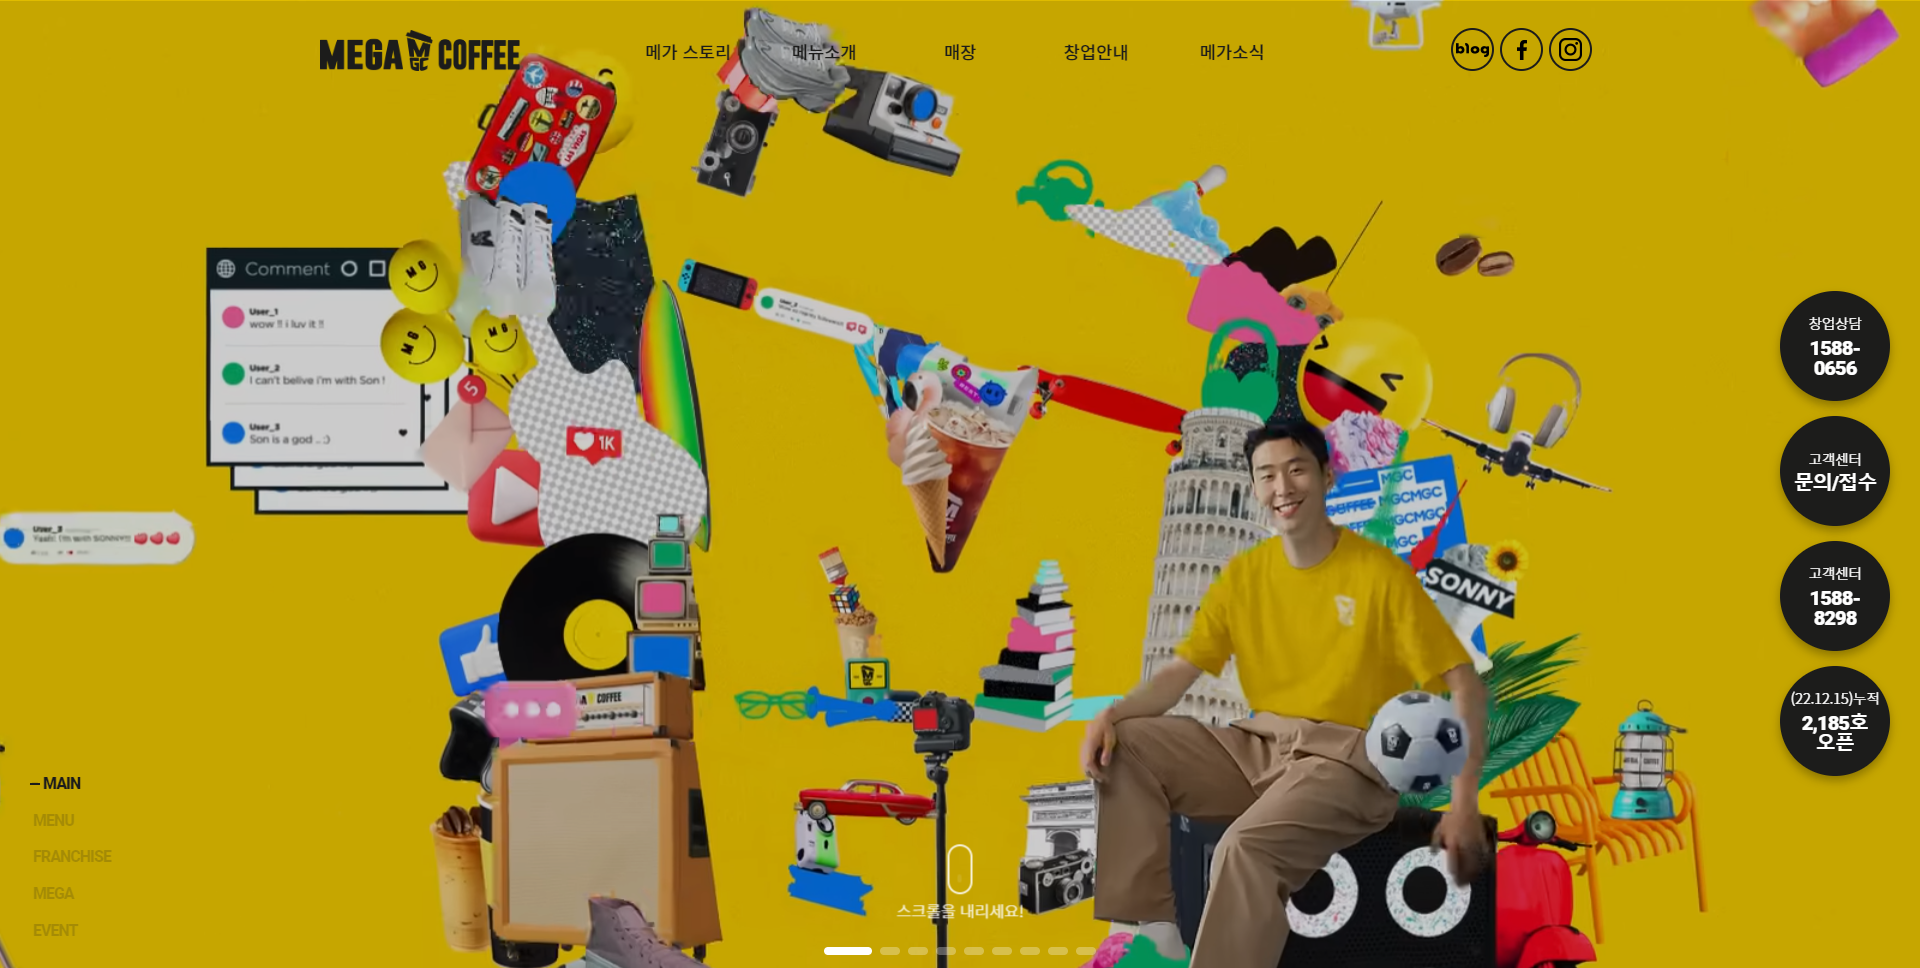 MEGA MGC COFFEE
메가 스토리
메뉴소개
매장
창업안내
메가소식
blog
LAS VEGAS
Comment
User_1
wow !! i luv it !!
User_2
I can't belive i'm with Son !
User_3
Son is a god .. ;)
M G
M G
M G
5
1K
User_3
Yeah! I'm with SONNY!!
창업상담
1588-
0656
고객센터
문의/접수
고객센터
1588-
8298
(22.12.15)누적
2,185호
오픈
MGC
COFFEE MGCMGC
MGCMGC
MGC
SONNY
COFFEE
MAIN
MENU
FRANCHISE
MEGA
EVENT
스크롤을 내리세요!